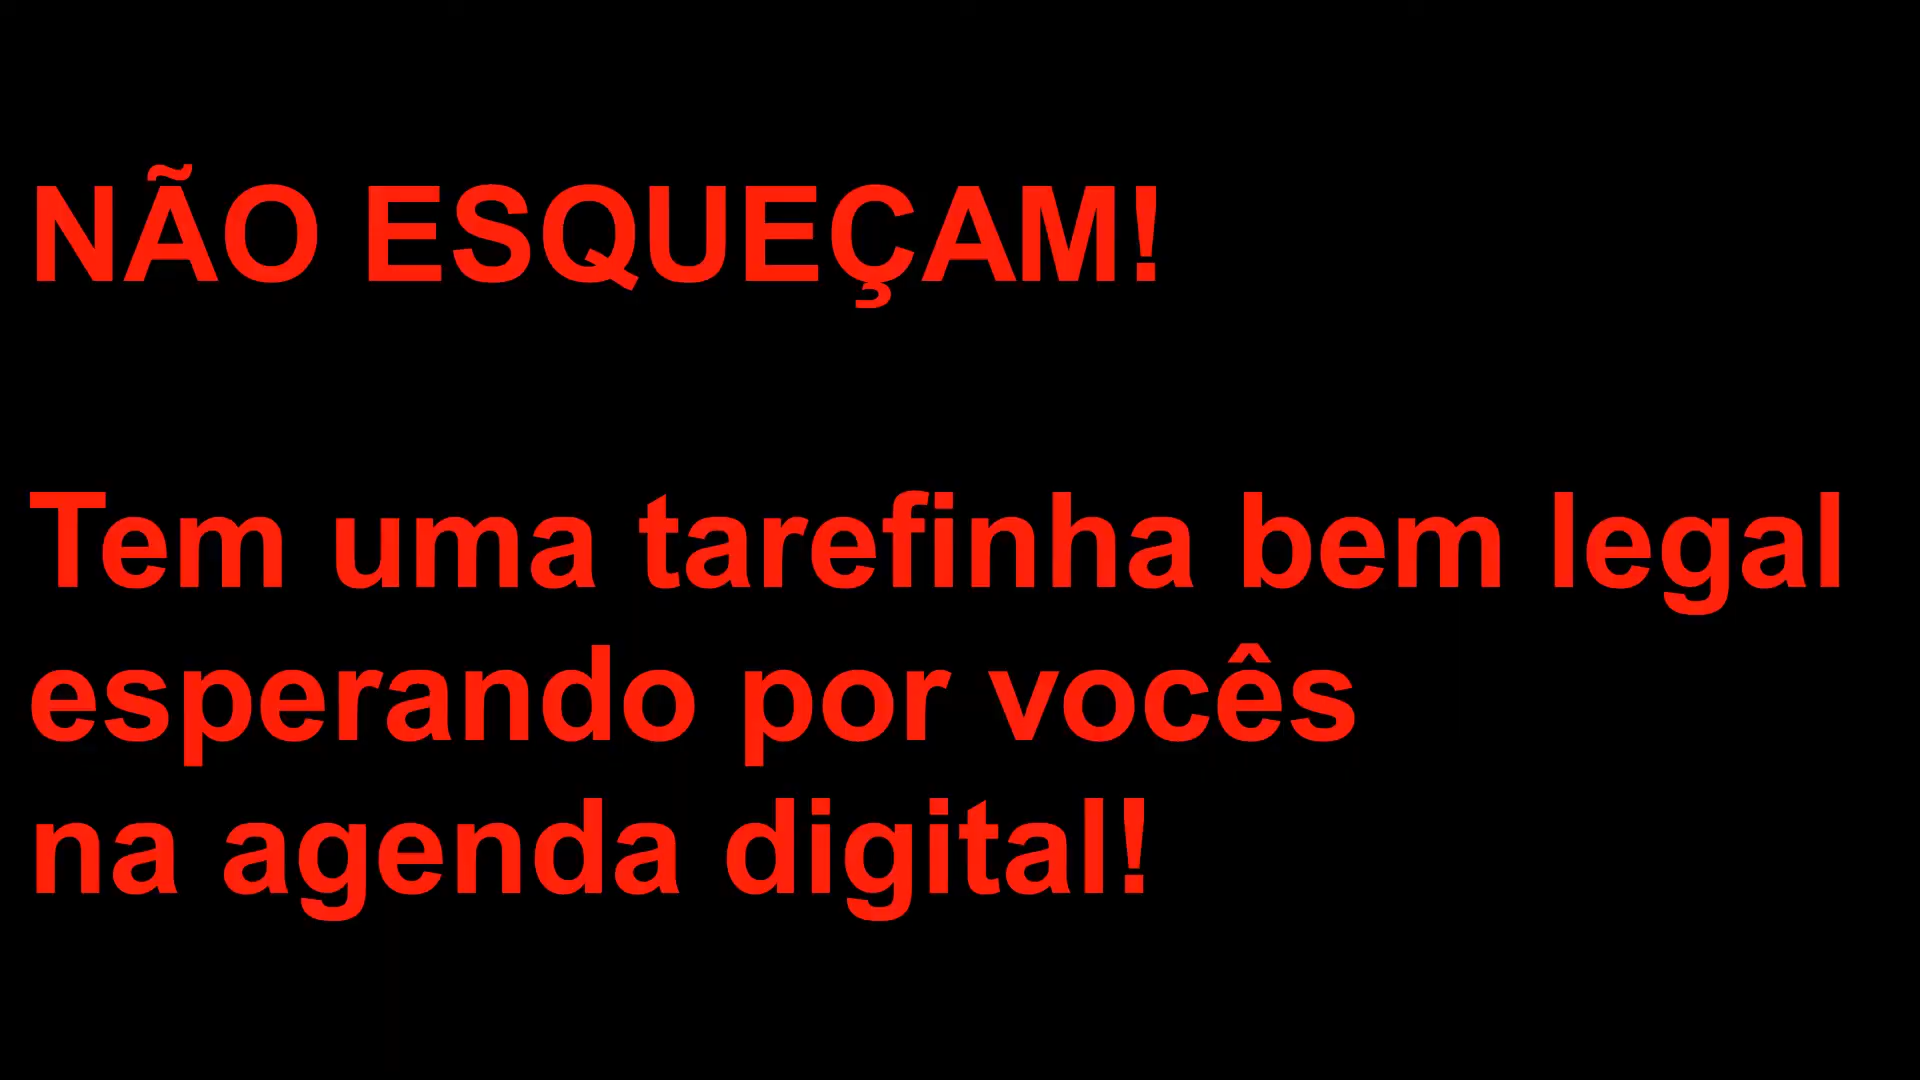 NÃO ESQUEÇAM!
Tem uma tarefinha bem legal
esperando por vocês
na agenda digital!